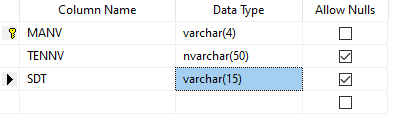 Column Name Data Type Allow Nulls
MANV varchar(4)
TENNV nvarchar(50)
SDT varchar(15)